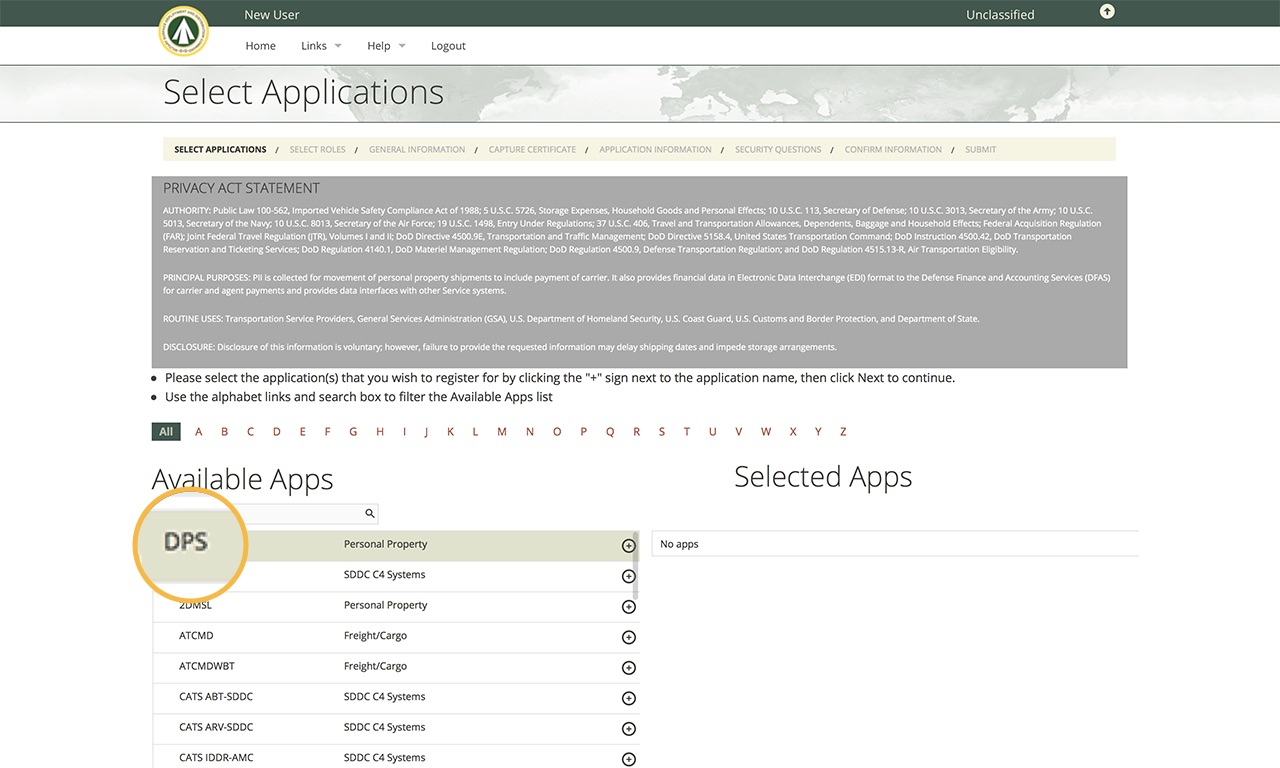 New User
Unclassified
Home Links Help Logout
Select Applications
SELECT APPLICATIONS / SELECT ROLES / GENERAL INFORMATION / CAPTURE CERTIFICATE / APPLICATION INFORMATION / SECURITY QUESTIONS / CONFIRM INFORMATION / SUBMIT
PRIVACY ACT STATEMENT
AUTHORITY: Public Law 100-562, Imported Vehicle Safety Compliance Act of 1988; 5 U.S.C. 5726, Storage Expenses, Household Goods and Personal Effects; 10 U.S.C. 113, Secretary of Defense; 10 U.S.C. 3013, Secretary of the Army; 10 U.S.C.
5013, Secretary of the Navy; 10 U.S.C. 8013, Secretary of the Air Force; 19 U.S.C. 1498, Entry Under Regulations; 37 U.S.C. 406, Travel and Transportation Allowances, Dependents, Baggage and Household Effects; Federal Acquisition Regulation
(FAR); Joint Federal Travel Regulation (JTR), Volumes I and II; DoD Directive 4500.9E, Transportation and Traffic Management; DoD Directive 5158.4, United States Transportation Command; DoD Instruction 4500.42, DoD Transportation
Reservation and Ticketing Services; DoD Regulation 4140.1, DoD Materiel Management Regulation; DoD Regulation 4500.9, Defense Transportation Regulation; and DoD Regulation 4515.13-R, Air Transportation Eligibility.
PRINCIPAL PURPOSES: PII is collected for movement of personal property shipments to include payment of carrier. It also provides financial data in Electronic Data Interchange (EDI) format to the Defense Finance and Accounting Services (DFAS)
for carrier and agent payments and provides data interfaces with other Service systems.
ROUTINE USES: Transportation Service Providers, General Services Administration (GSA), U.S. Department of Homeland Security, U.S. Coast Guard, U.S. Customs and Border Protection, and Department of State.
DISCLOSURE: Disclosure of this information is voluntary; however, failure to provide the requested information may delay shipping dates and impede storage arrangements.
Please select the application(s) that you wish to register for by clicking the "+" sign next to the application name, then click Next to continue.
Use the alphabet links and search box to filter the Available Apps list
All A B C D E F G H I J K L M N O P Q R S T U V W X Y Z
Available Apps
Selected Apps
DPS Personal Property
No apps
SDDC C4 Systems
2DMSL Personal Property
ATCMD Freight/Cargo
ATCMDWBT Freight/Cargo
CATS ABT-SDDC SDDC C4 Systems
CATS ARV-SDDC SDDC C4 Systems
CATS IDDR-AMC SDDC C4 Systems